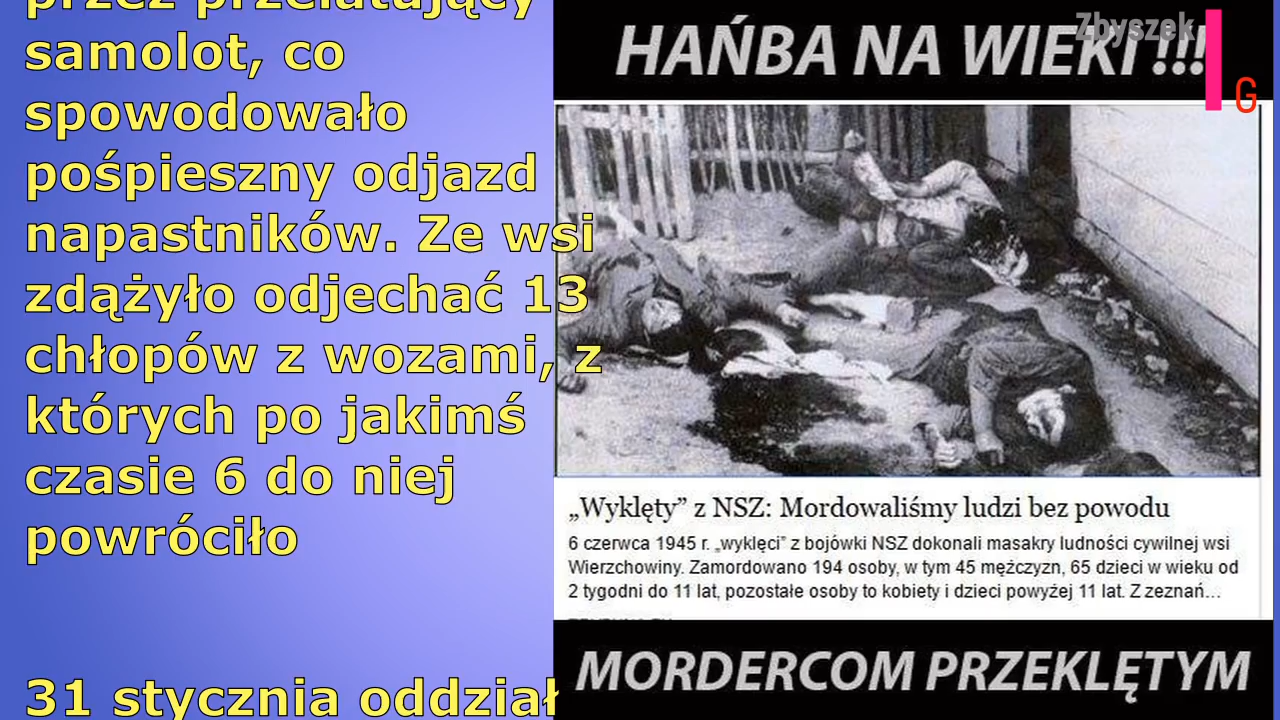 przez przelatujący
samolot, co
spowodowało
pośpieszny odjazd
napastników. Ze wsi
zdążyło odjechać 13
chłopów z wozami, z
których po jakimś
czasie 6 do niej
powróciło
31 stycznia oddział
Zbyszek
G
HAŃBA NA WIEKI !!!
„Wyklęty” z NSZ: Mordowaliśmy ludzi bez powodu
6 czerwca 1945 r. „wyklęci” z bojówki NSZ dokonali masakry ludności cywilnej wsi
Wierzchowiny. Zamordowano 194 osoby, w tym 45 mężczyzn, 65 dzieci w wieku od
2 tygodni do 11 lat, pozostałe osoby to kobiety i dzieci powyżej 11 lat. Z zeznań...
MORDERCOM PRZEKLĘTYM